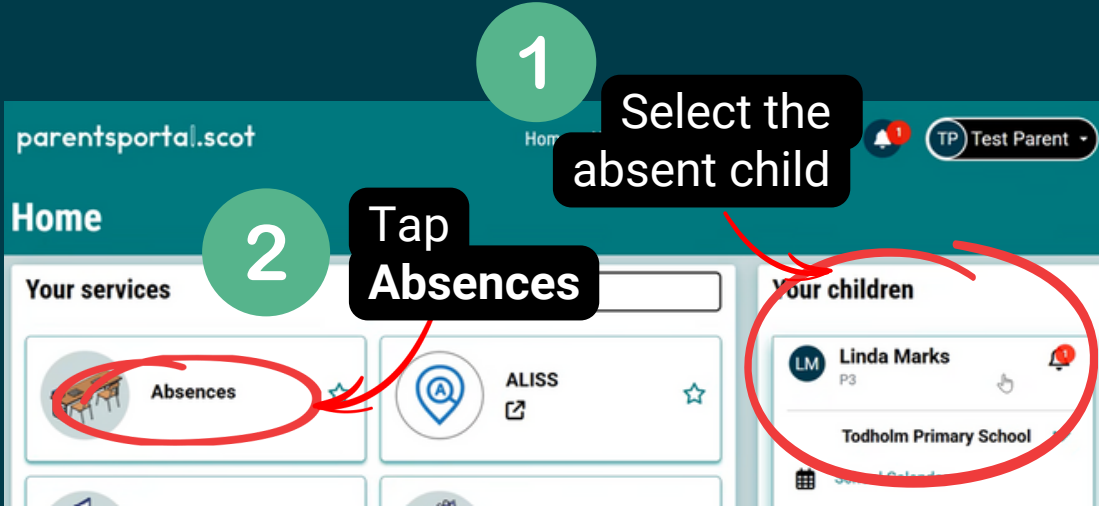 1
Select the
absent child
parentsportal.scot
TP Test Parent
1
Home
2
Tap
Absences
Your services
Your children
Absences
A
ALISS
LM
Linda Marks
P3
1
Todholm Primary School